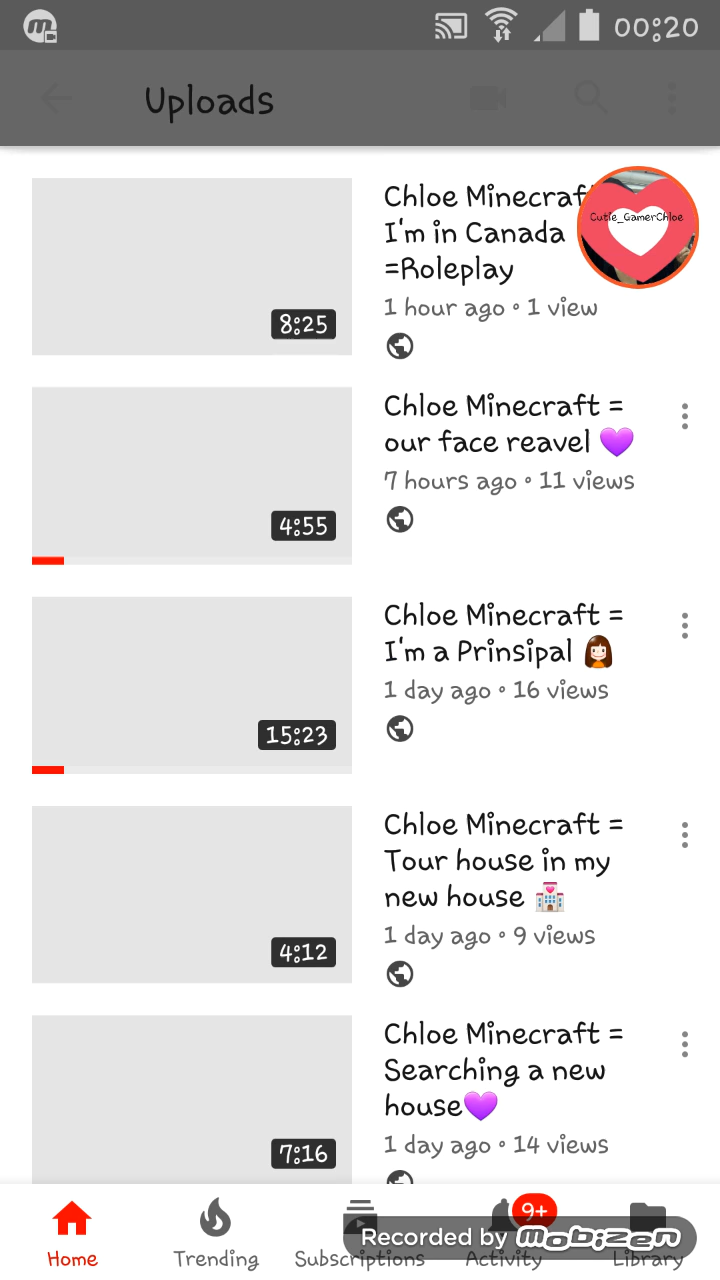 00:20
Uploads
Chloe Minecraf
I'm in Canada
=Roleplay
1 hour ago • 1 view
8:25
Cutie_GamerChloe
Chloe Minecraft =
our face reavel 💜
7 hours ago • 11 views
4:55
Chloe Minecraft =
I'm a Prinsipal 👩
1 day ago • 16 views
15:23
Chloe Minecraft =
Tour house in my
new house 🏩
1 day ago • 9 views
4:12
Chloe Minecraft =
Searching a new
house💜
1 day ago • 14 views
7:16
9+
Recorded by mobizen
Home
Trending
Subscriptions
Activity
Library